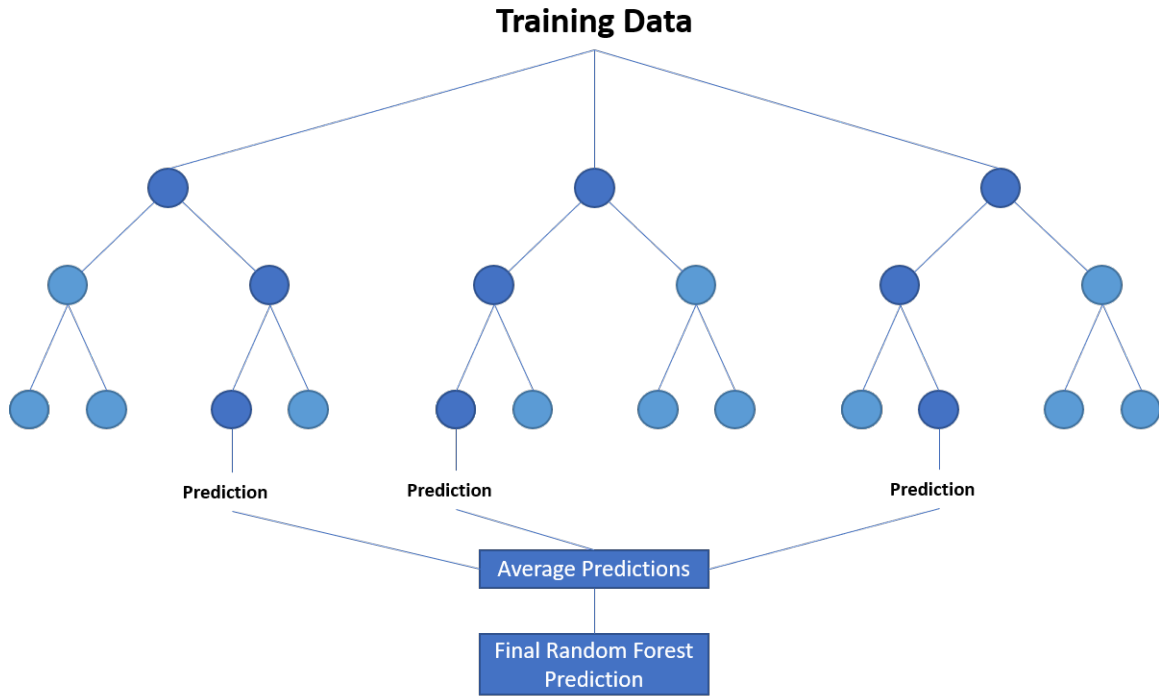 Training Data
Prediction
Prediction
Prediction
Average Predictions
Final Random Forest
Prediction